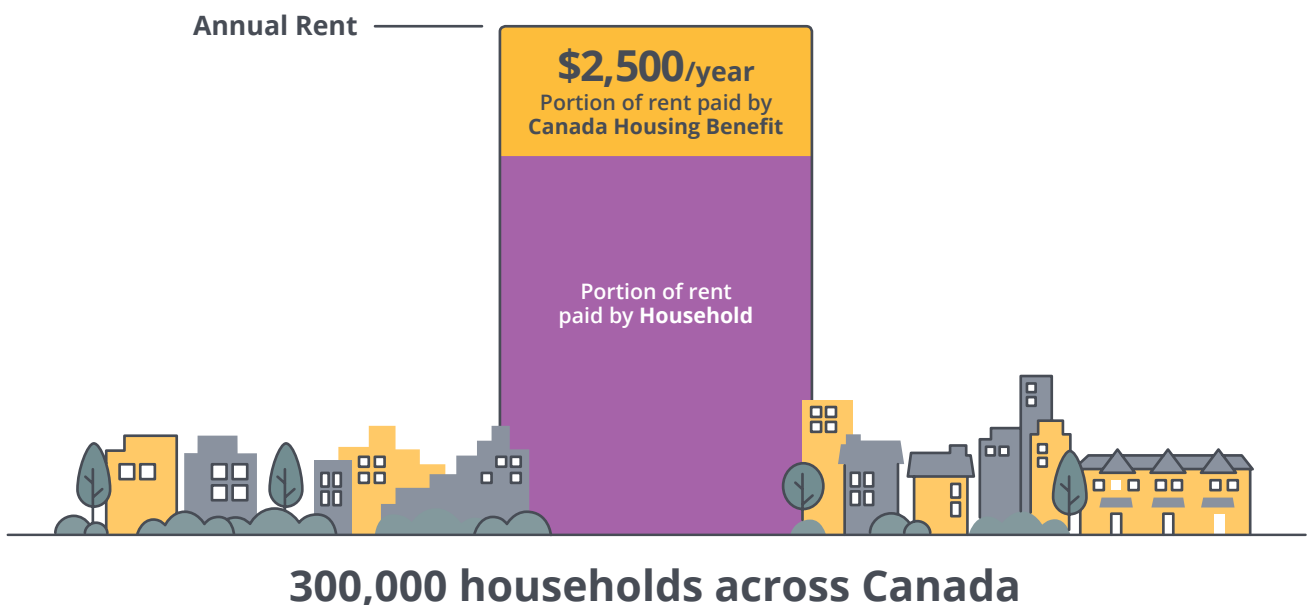 Annual Rent
$2,500/year
Portion of rent paid by
Canada Housing Benefit
Portion of rent
paid by Household
300,000 households across Canada